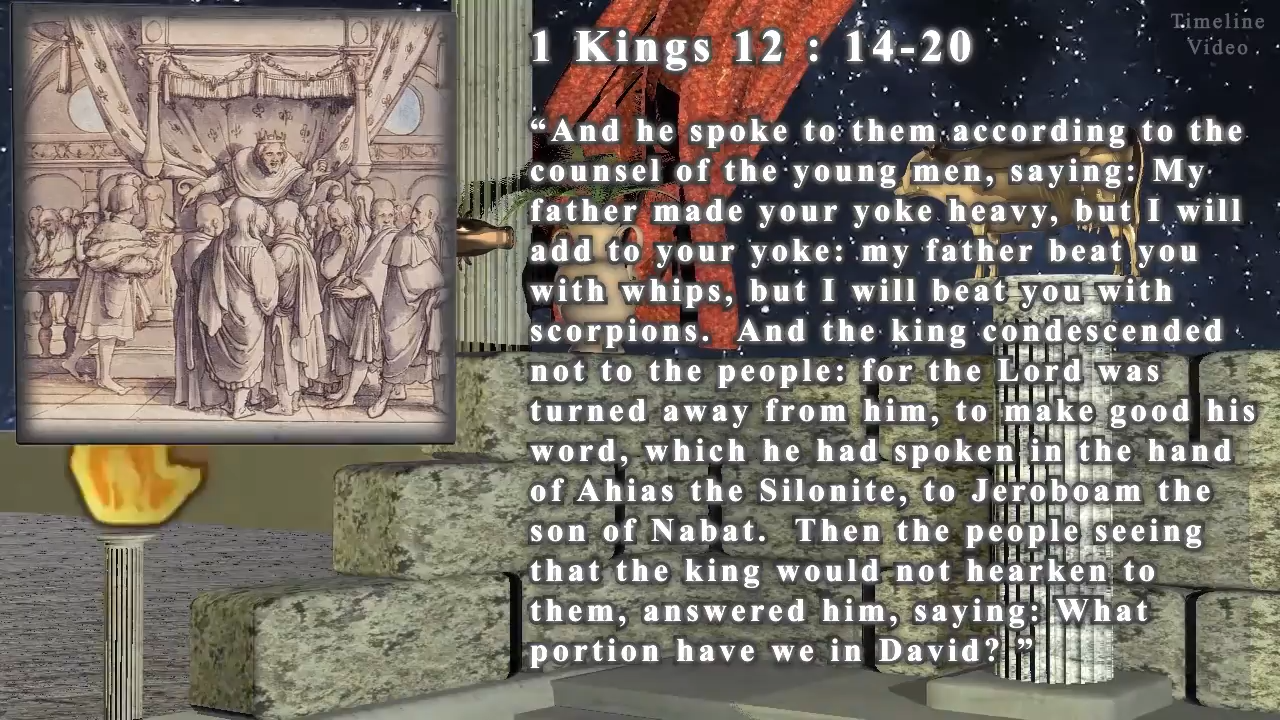 1 Kings 12 : 14-20
Timeline
Video
“And he spoke to them according to the
counsel of the young men, saying: My
father made your yoke heavy, but I will
add to your yoke: my father beat you
with whips, but I will beat you with
scorpions. And the king condescended
not to the people: for the Lord was
turned away from him, to make good his
word, which he had spoken in the hand
of Ahias the Silonite, to Jeroboam the
son of Nabat. Then the people seeing
that the king would not hearken to
them, answered him, saying: What
portion have we in David? ”